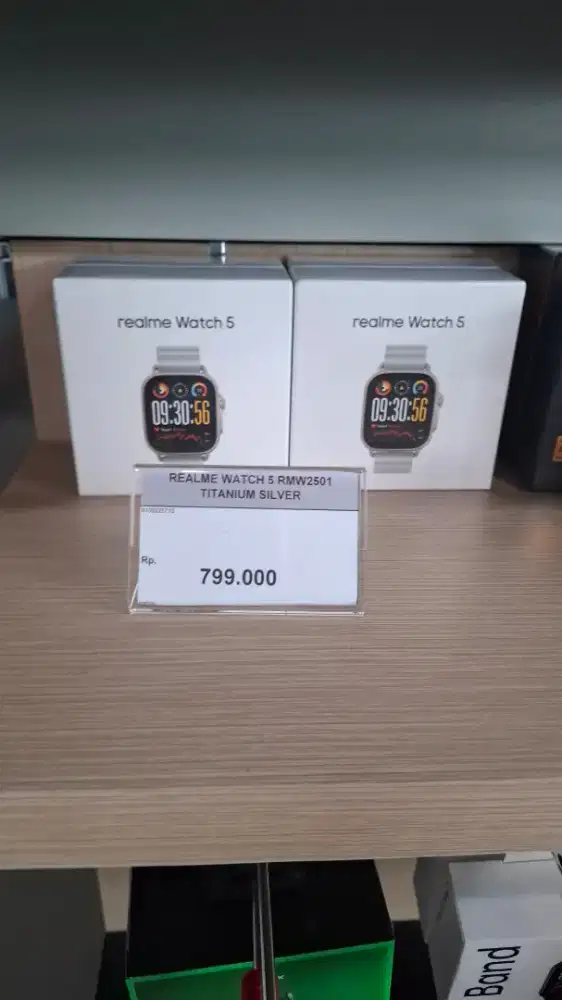 realme Watch 5
realme Watch 5
09:30:56
09:30:56
REALME WATCH 5 RMW2501
TITANIUM SILVER
Rp.
799.000
Band